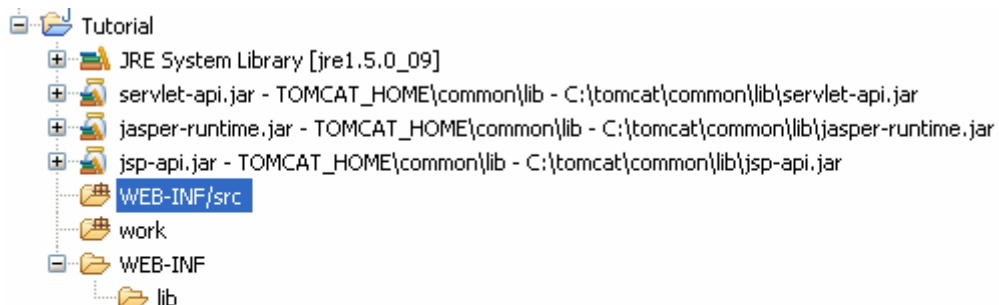 Tutorial
JRE System Library [jre1.5.0_09]
servlet-api.jar - TOMCAT_HOME\common\lib - C:\tomcat\common\lib\servlet-api.jar
jasper-runtime.jar - TOMCAT_HOME\common\lib - C:\tomcat\common\lib\jasper-runtime.jar
jsp-api.jar - TOMCAT_HOME\common\lib - C:\tomcat\common\lib\jsp-api.jar
WEB-INF/src
work
WEB-INF
lib